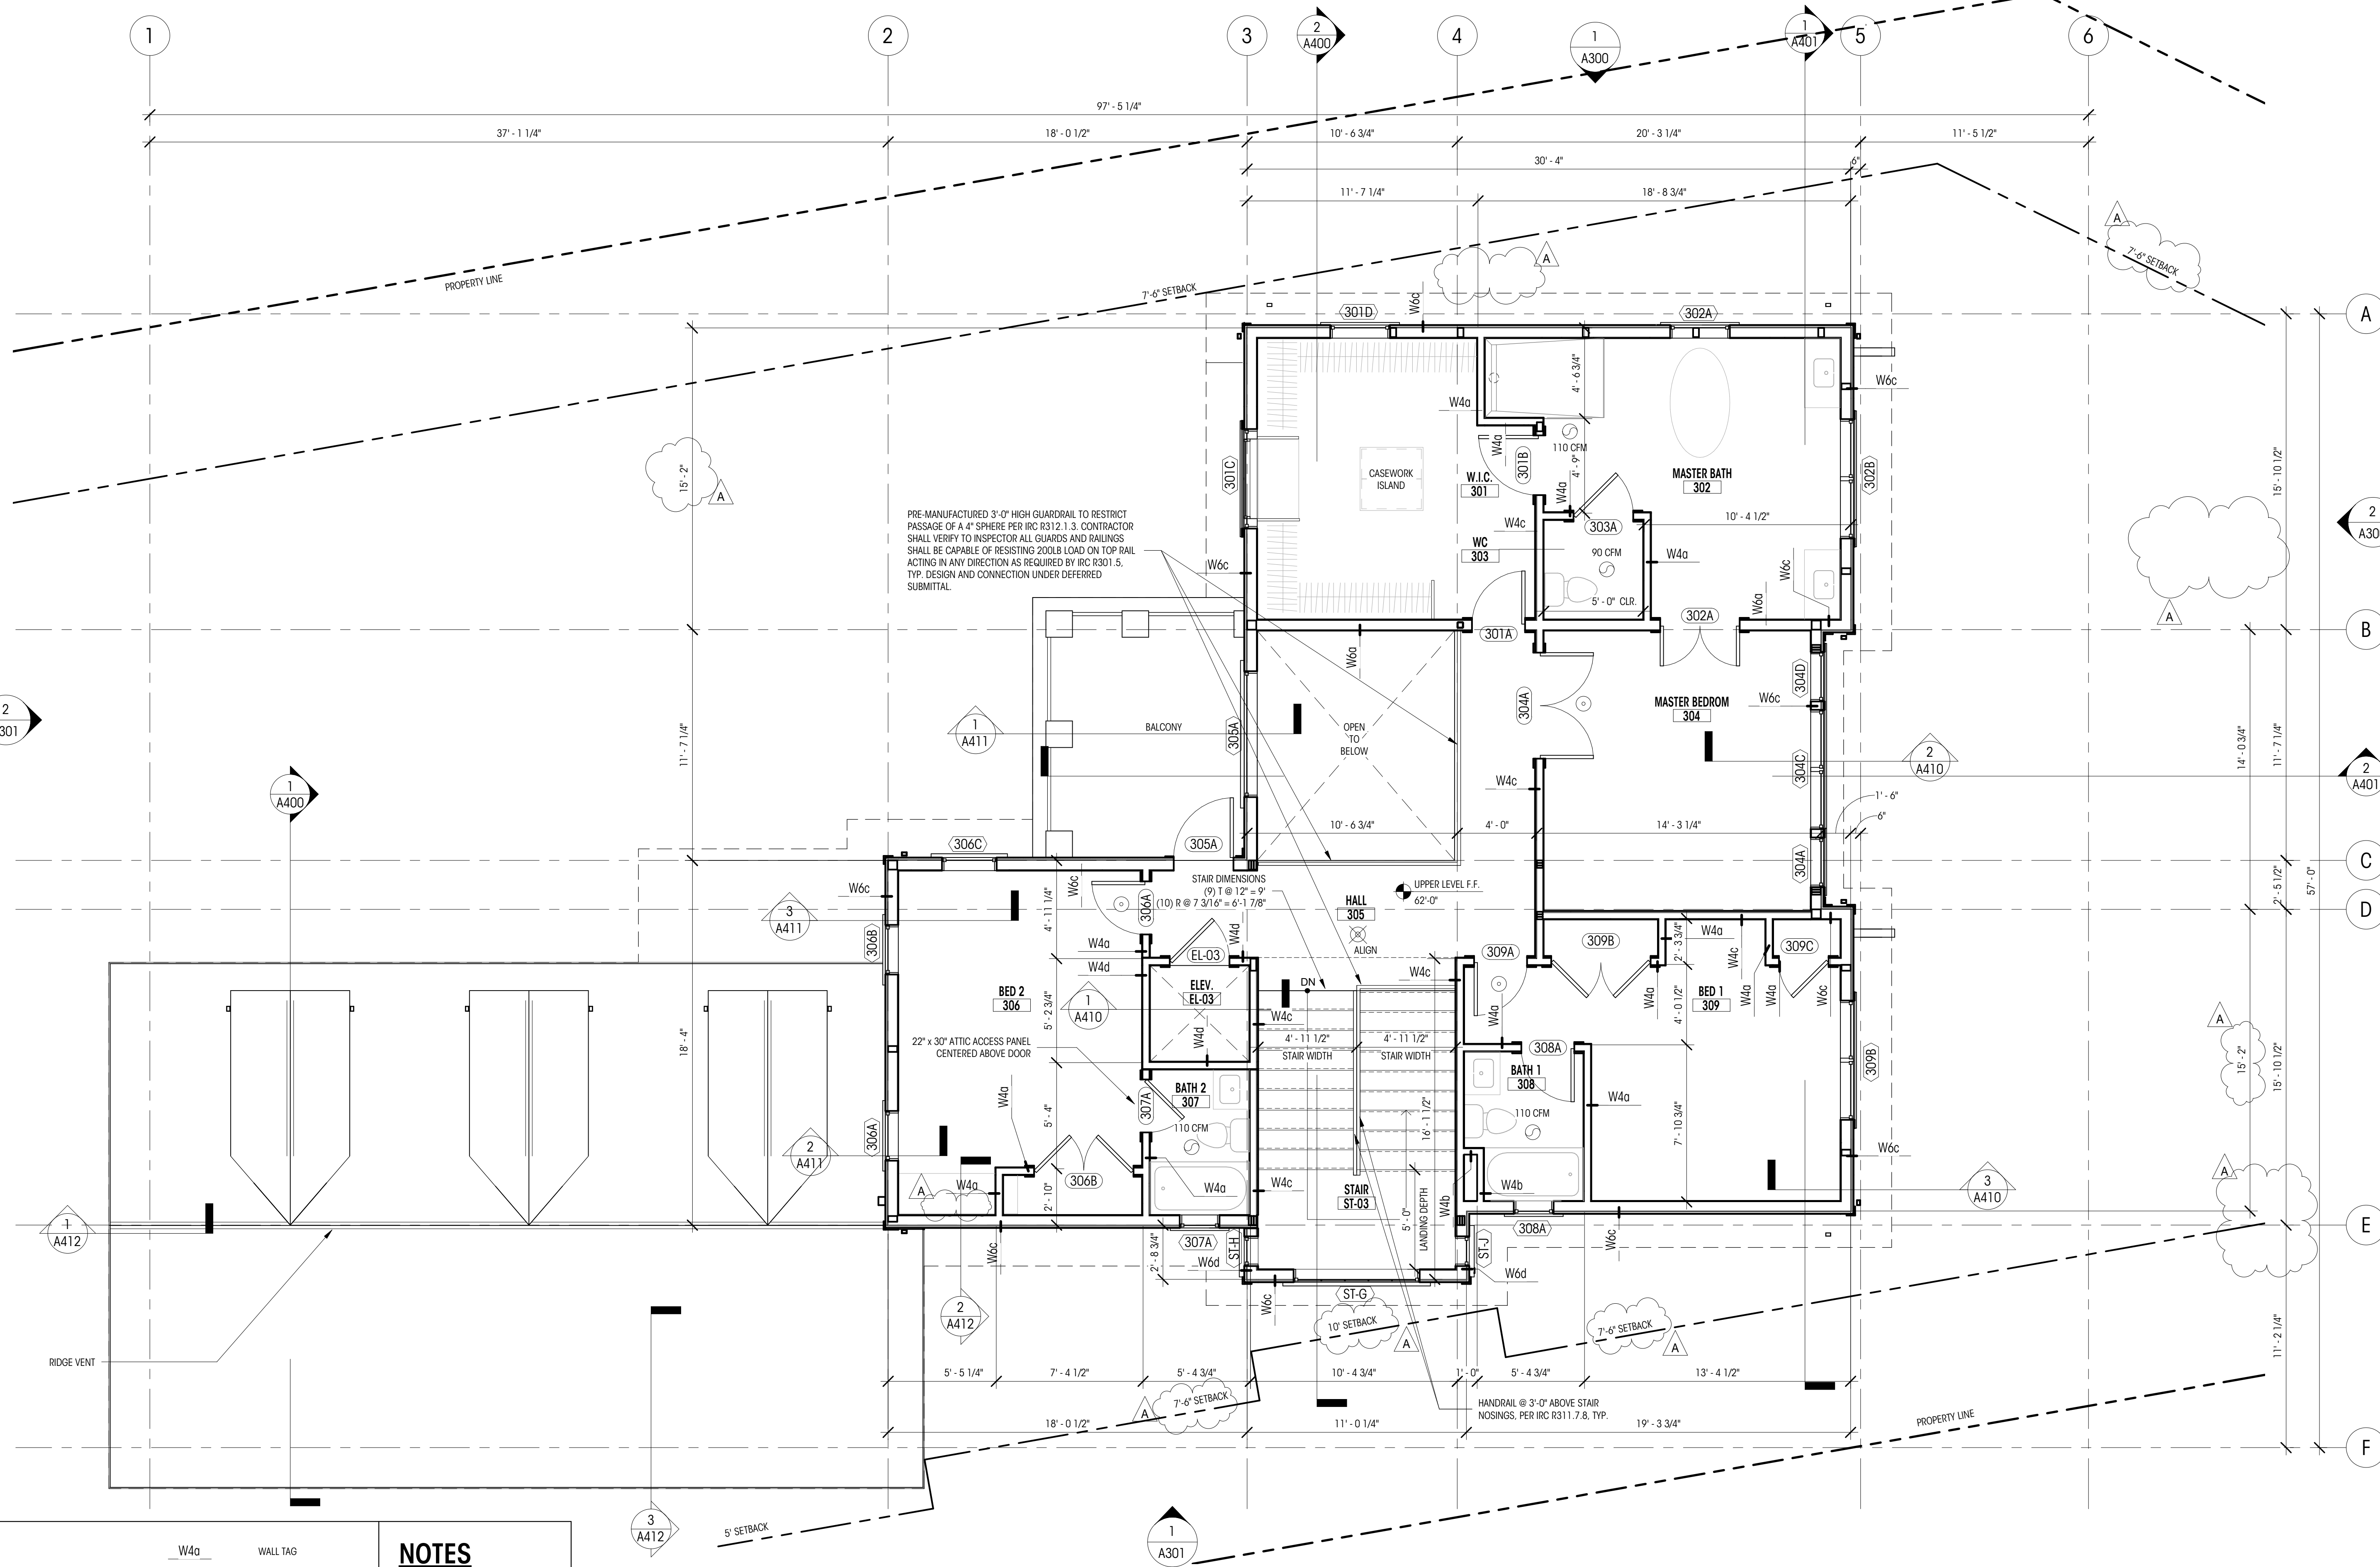 1
2
3
2
A400
4
1
A300
1
A401
5
6
97' - 5 1/4"
37' - 1 1/4"
18' - 0 1/2"
10' - 6 3/4"
20' - 3 1/4"
11' - 5 1/2"
30' - 4"
6"
11' - 7 1/4"
18' - 8 3/4"
PROPERTY LINE
7'-6" SETBACK
A
A
7'-6" SETBACK
A
301D
W6c
302A
W6c
4' - 6 3/4"
W4a
W4a
110 CFM
4' - 9"
301B
301C
CASEWORK
ISLAND
W.I.C.
301
MASTER BATH
302
302B
15' - 2"
A
15' - 10 1/2"
2
A30
W4a
303A
10' - 4 1/2"
W4c
WC
303
90 CFM
W4a
W6c
W6c
5' - 0" CLR.
W6a
302A
301A
A
B
PRE-MANUFACTURED 3'-0" HIGH GUARDRAIL TO RESTRICT
PASSAGE OF A 4" SPHERE PER IRC R312.1.3. CONTRACTOR
SHALL VERIFY TO INSPECTOR ALL GUARDS AND RAILINGS
SHALL BE CAPABLE OF RESISTING 200LB LOAD ON TOP RAIL
ACTING IN ANY DIRECTION AS REQUIRED BY IRC R301.5,
TYP. DESIGN AND CONNECTION UNDER DEFERRED
SUBMITTAL.
W6a
2
301
1
A411
BALCONY
305A
OPEN
TO
BELOW
304A
MASTER BEDROM
304
W6c
304D
304C
304A
2
A410
2
A401
11' - 7 1/4"
14' - 0 3/4"
11' - 7 1/4"
1
A400
W4c
1' - 6"
6"
10' - 6 3/4"
4' - 0"
14' - 3 1/4"
306C
305A
C
STAIR DIMENSIONS
(9) T @ 12" = 9'
(10) R @ 7 3/16" = 6'-1 7/8"
UPPER LEVEL F.F.
62'-0"
HALL
305
ALIGN
W6c
W6c
4' - 11 1/4"
306A
3
A411
306B
W4a
W4d
W4d
EL-03
309A
309B
2' - 3 3/4"
W4a
W4c
309C
2' - 5 1/2"
57' - 0"
D
BED 2
306
1
A410
5' - 2 3/4"
ELEV.
EL-03
W4d
DN
W4c
W4c
W4a
W4a
4' - 0 1/2"
BED 1
309
W4a
W4a
W6c
A
22" x 30" ATTIC ACCESS PANEL
CENTERED ABOVE DOOR
4' - 11 1/2"
STAIR WIDTH
4' - 11 1/2"
STAIR WIDTH
308A
BATH 1
308
309B
15' - 2"
15' - 10 1/2"
18' - 4"
W4a
5' - 4"
307A
BATH 2
307
110 CFM
16' - 1 1/2"
110 CFM
W4a
7' - 10 3/4"
306A
2
A411
W6c
A
W4a
A
306B
2' - 10"
W4a
W4c
STAIR
ST-03
5' - 0"
LANDING DEPTH
W4b
W4b
3
A410
1
A412
E
W6c
307A
2' - 8 3/4"
ST-H
W6d
W6c
ST-G
ST-J
W6d
308A
W6c
2
A412
10' SETBACK
A
7'-6" SETBACK
A
RIDGE VENT
5' - 5 1/4"
7' - 4 1/2"
5' - 4 3/4"
10' - 4 3/4"
1' - 0"
5' - 4 3/4"
13' - 4 1/2"
11' - 2 1/4"
7'-6" SETBACK
A
HANDRAIL @ 3'-0" ABOVE STAIR
NOSINGS, PER IRC R311.7.8, TYP.
18' - 0 1/2"
11' - 0 1/4"
19' - 3 3/4"
PROPERTY LINE
F
3
A412
5' SETBACK
1
A301
W4a
WALL TAG
NOTES